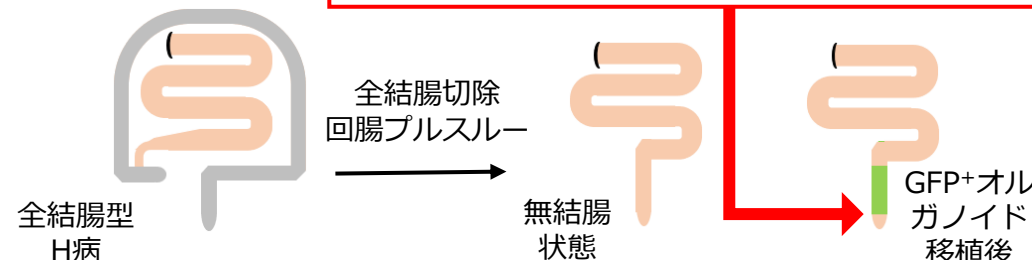 全結腸切除
回腸プルスルー
全結腸型
H病
無結腸
状態
GFP⁺オル
ガノイド
移植後